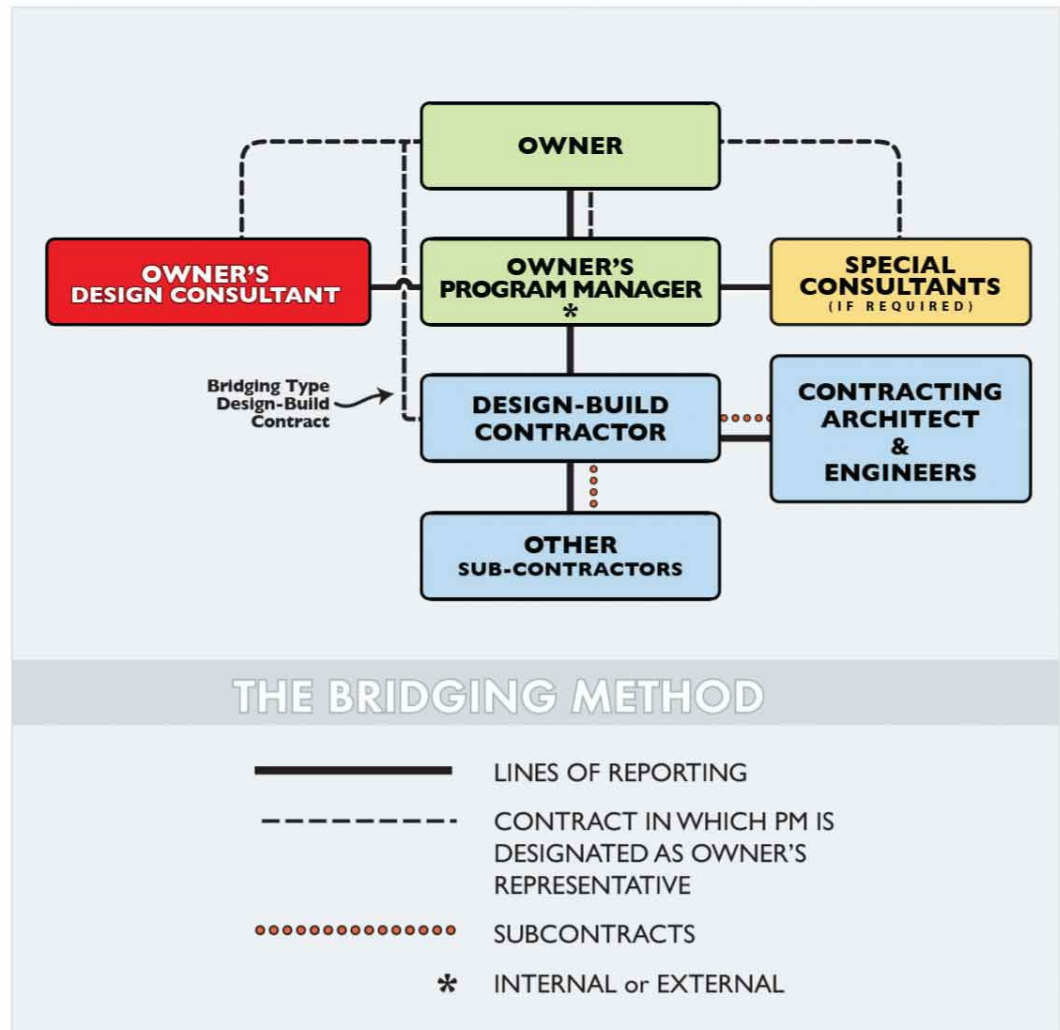 OWNER
OWNER'S
DESIGN CONSULTANT
OWNER'S
PROGRAM MANAGER
*
SPECIAL
CONSULTANTS
(IF REQUIRED)
Bridging Type
Design-Build
Contract
DESIGN-BUILD
CONTRACTOR
CONTRACTING
ARCHITECT
&
ENGINEERS
OTHER
SUB-CONTRACTORS
THE BRIDGING METHOD
LINES OF REPORTING
CONTRACT IN WHICH PM IS
DESIGNATED AS OWNER'S
REPRESENTATIVE
SUBCONTRACTS
* INTERNAL or EXTERNAL